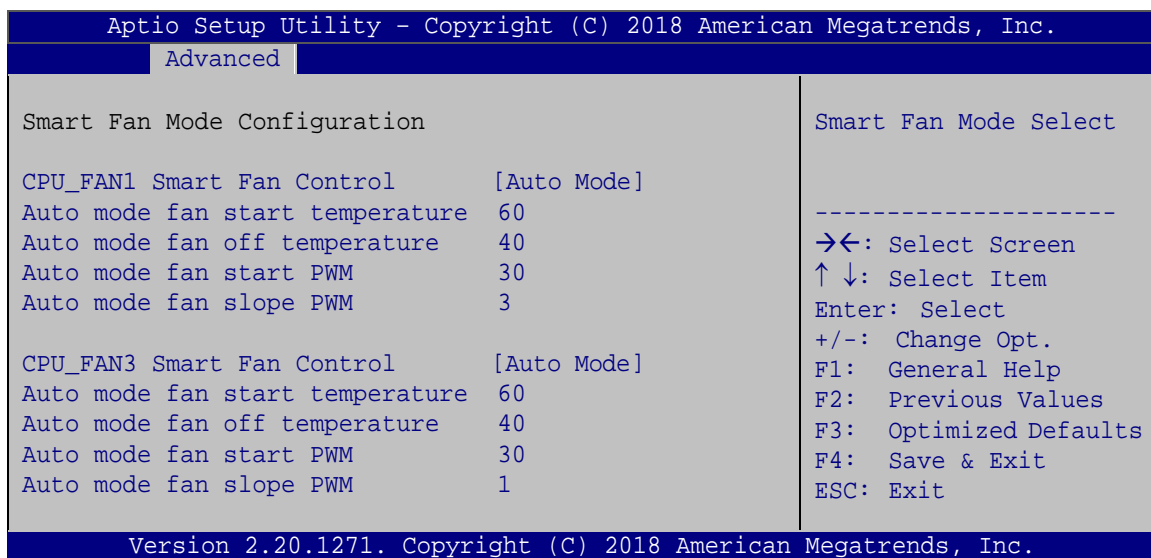 Aptio Setup Utility – Copyright (C) 2018 American Megatrends, Inc.
Advanced
Smart Fan Mode Configuration
CPU_FAN1 Smart Fan Control [Auto Mode]
Auto mode fan start temperature 60
Auto mode fan off temperature 40
Auto mode fan start PWM 30
Auto mode fan slope PWM 3
CPU_FAN3 Smart Fan Control [Auto Mode]
Auto mode fan start temperature 60
Auto mode fan off temperature 40
Auto mode fan start PWM 30
Auto mode fan slope PWM 1
Smart Fan Mode Select
---------------------
→←: Select Screen
↑ ↓: Select Item
Enter: Select
+/-: Change Opt.
F1: General Help
F2: Previous Values
F3: Optimized Defaults
F4: Save & Exit
ESC: Exit
Version 2.20.1271. Copyright (C) 2018 American Megatrends, Inc.